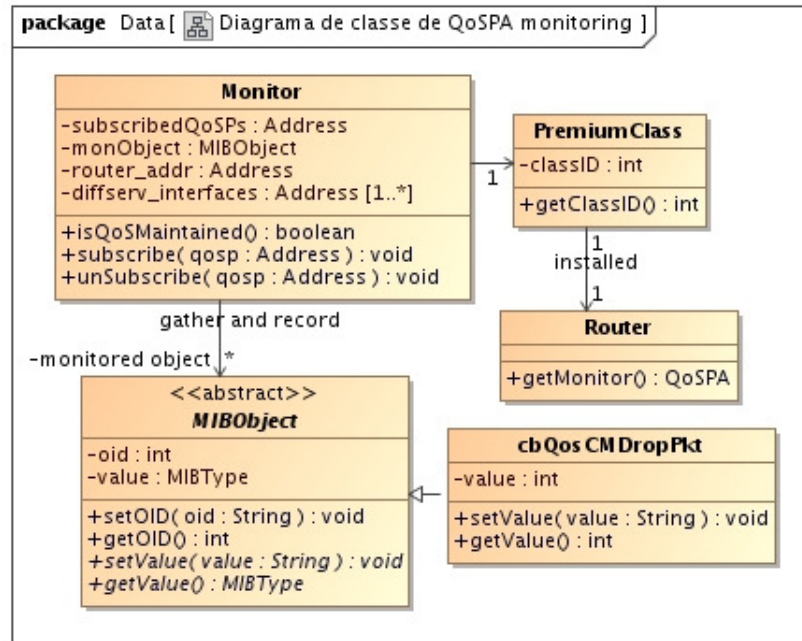 package Data [ Diagrama de classe de QoSPA monitoring ]
Monitor
-subscribedQoSPs : Address
-monObject : MIBObject
-router_addr : Address
-diffserv_interfaces : Address [1..*]
+isQoSMaintained() : boolean
+subscribe( qosp : Address ) : void
+unSubscribe( qosp : Address ) : void
1
PremiumClass
-classID : int
+getClassID() : int
1
installed
1
Router
+getMonitor() : QoSPA
gather and record
-monitored object *
<<abstract>>
MIBObject
-oid : int
-value : MIBType
+setOID( oid : String ) : void
+getOID() : int
+setValue( value : String ) : void
+getValue() : MIBType
cbQosCMDropPkt
-value : int
+setValue( value : String ) : void
+getValue() : int